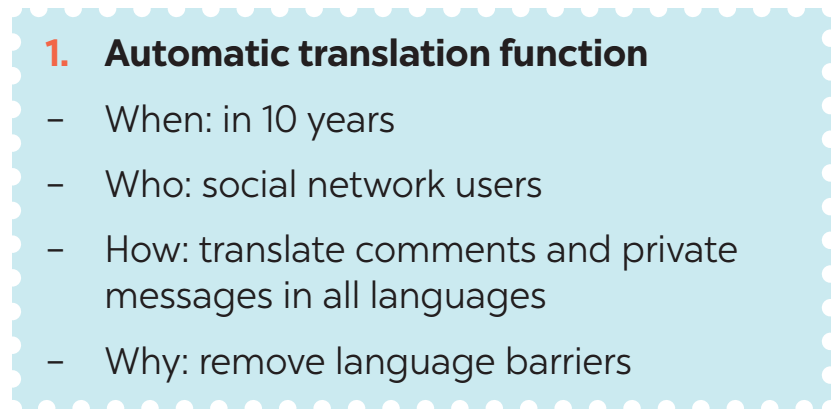 1. Automatic translation function
– When: in 10 years
– Who: social network users
– How: translate comments and private
messages in all languages
– Why: remove language barriers